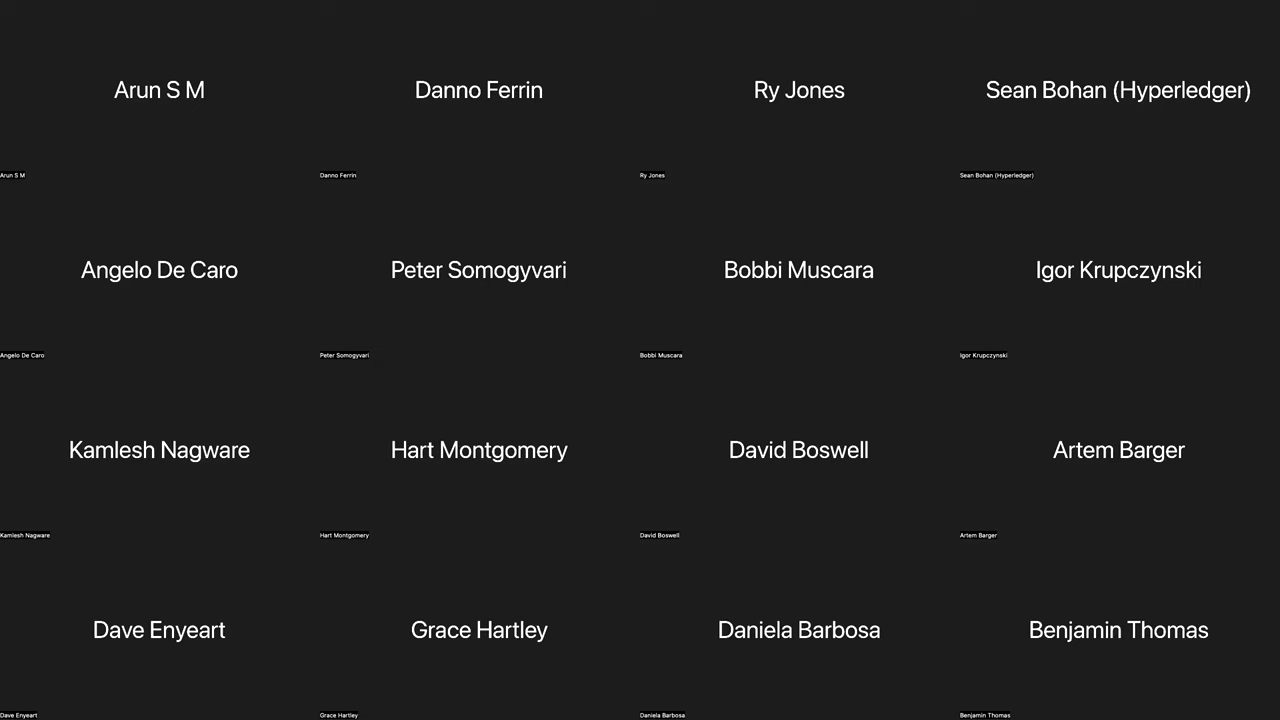 Arun S M
Danno Ferrin
Ry Jones
Sean Bohan (Hyperledger)
Arun S M
Danno Ferrin
Ry Jones
Sean Bohan (Hyperledger)
Angelo De Caro
Peter Somogyvari
Bobbi Muscara
Igor Krupczynski
Angelo De Caro
Peter Somogyvari
Bobbi Muscara
Igor Krupczynski
Kamlesh Nagware
Hart Montgomery
David Boswell
Artem Barger
Kamlesh Nagware
Hart Montgomery
David Boswell
Artem Barger
Dave Enyeart
Grace Hartley
Daniela Barbosa
Benjamin Thomas
Dave Enyeart
Grace Hartley
Daniela Barbosa
Benjamin Thomas